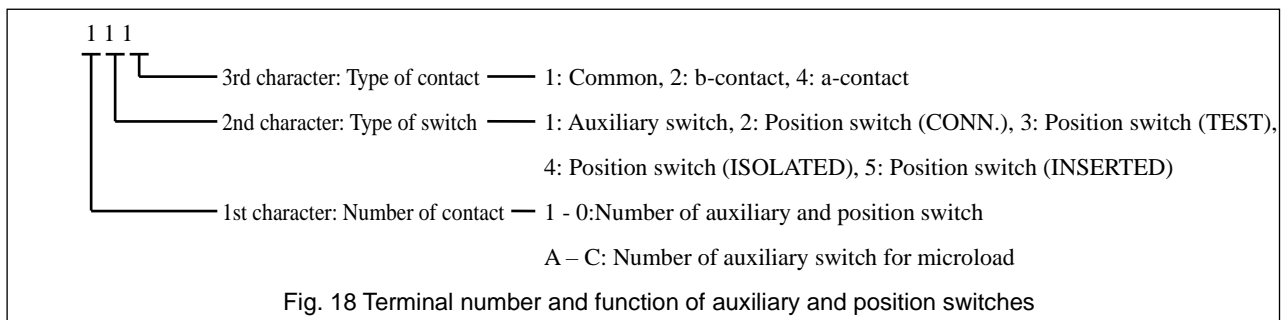 1 1 1
3rd character: Type of contact 1: Common, 2: b-contact, 4: a-contact
2nd character: Type of switch 1: Auxiliary switch, 2: Position switch (CONN.), 3: Position switch (TEST),
4: Position switch (ISOLATED), 5: Position switch (INSERTED)
1st character: Number of contact 1 - 0:Number of auxiliary and position switch
A – C: Number of auxiliary switch for microload
Fig. 18 Terminal number and function of auxiliary and position switches